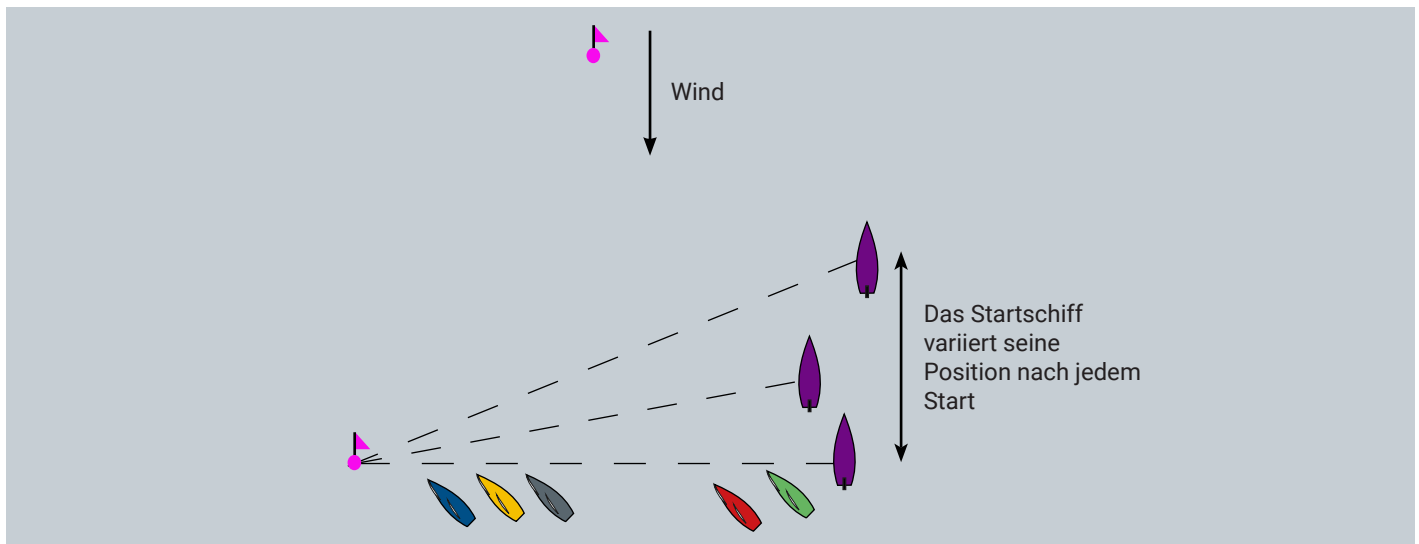 Wind
Das Startschiff
variiert seine
Position nach jedem
Start